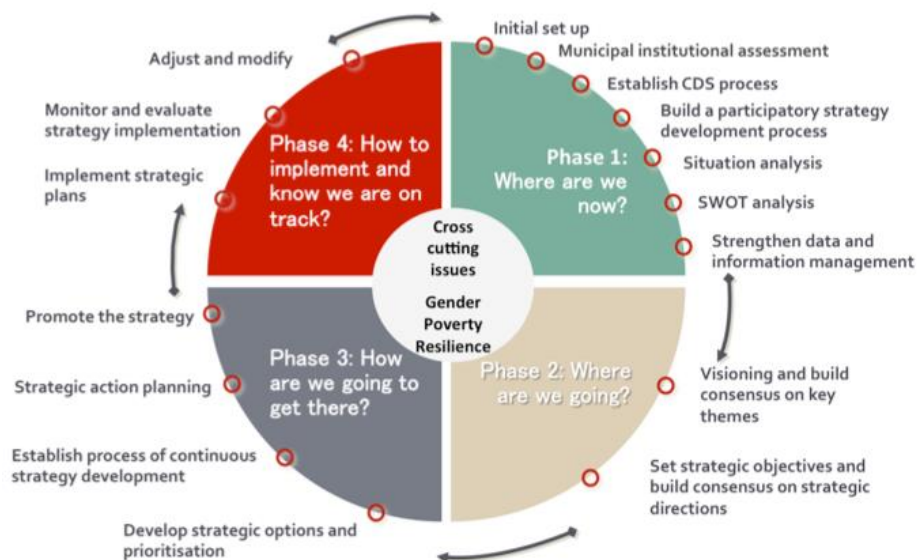 Initial set up
Municipal institutional assessment
Establish CDS process
Build a participatory strategy
development process
Situation analysis
SWOT analysis
Strengthen data and
information management
Phase 1:
Where are we
now?
Visioning and build
consensus on key
themes
Set strategic objectives and
build consensus on strategic
directions
Phase 2: Where
are we going?
Develop strategic options and
prioritisation
Establish process of continuous
strategy development
Strategic action planning
Promote the strategy
Phase 3: How
are we going to
get there?
Implement strategic
plans
Monitor and evaluate
strategy implementation
Adjust and modify
Phase 4: How to
implement and
know we are on
track?
Cross
cutting
issues
Gender
Poverty
Resilience